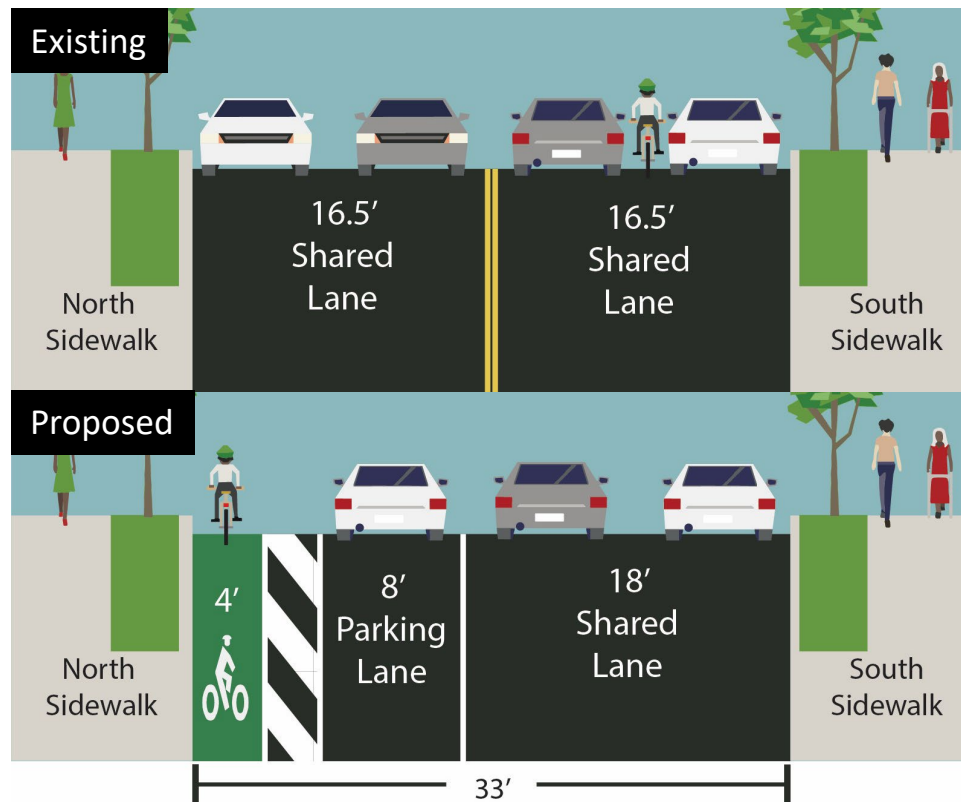 Existing
16.5’
Shared
Lane
16.5’
Shared
Lane
North
Sidewalk
South
Sidewalk
Proposed
4’
8’
Parking
Lane
18’
Shared
Lane
North
Sidewalk
South
Sidewalk
33’